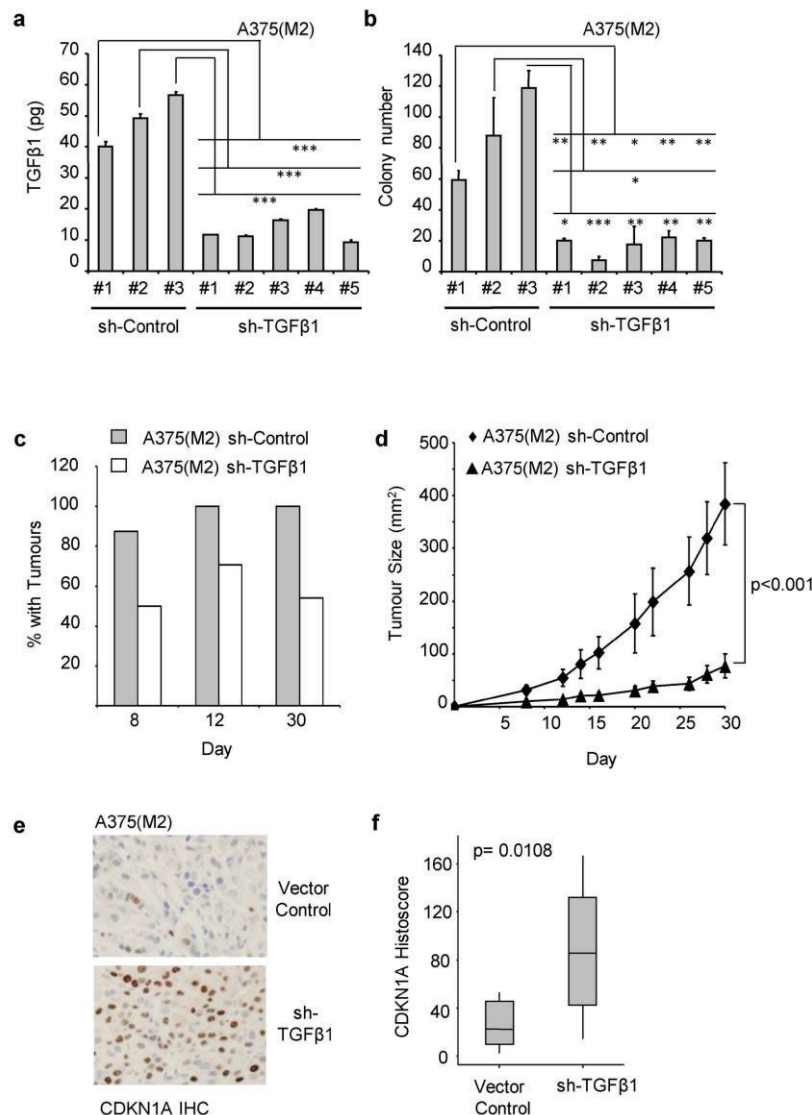 a
A375(M2)
TGFβ1 (pg)
70
60
50
40
30
20
10
0
***
***
***
#1 #2 #3 #1 #2 #3 #4 #5
sh-Control sh-TGFβ1
b
A375(M2)
Colony number
140
120
100
80
60
40
20
0
** ** * ** **
*
* *** ** ** **
#1 #2 #3 #1 #2 #3 #4 #5
sh-Control sh-TGFβ1
c
A375(M2) sh-Control
A375(M2) sh-TGFβ1
% with Tumours
120
100
80
60
40
20
8 12 30
Day
d
A375(M2) sh-Control
A375(M2) sh-TGFβ1
Tumour Size (mm²)
500
400
300
200
100
0
p<0.001
5 10 15 20 25 30
Day
e
A375(M2)
Vector
Control
sh-
TGFβ1
CDKN1A IHC
f
p= 0.0108
CDKN1A Histoscore
160
120
80
40
0
Vector
Control
sh-TGFβ1